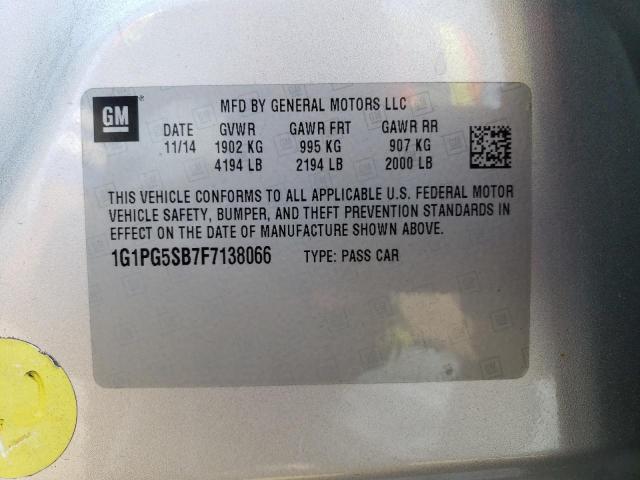 GM ®
MFD BY GENERAL MOTORS LLC
DATE GVWR GAWR FRT GAWR RR
11/14 1902 KG 995 KG 907 KG
4194 LB 2194 LB 2000 LB
THIS VEHICLE CONFORMS TO ALL APPLICABLE U.S. FEDERAL MOTOR
VEHICLE SAFETY, BUMPER, AND THEFT PREVENTION STANDARDS IN
EFFECT ON THE DATE OF MANUFACTURE SHOWN ABOVE.
1G1PG5SB7F7138066 TYPE: PASS CAR